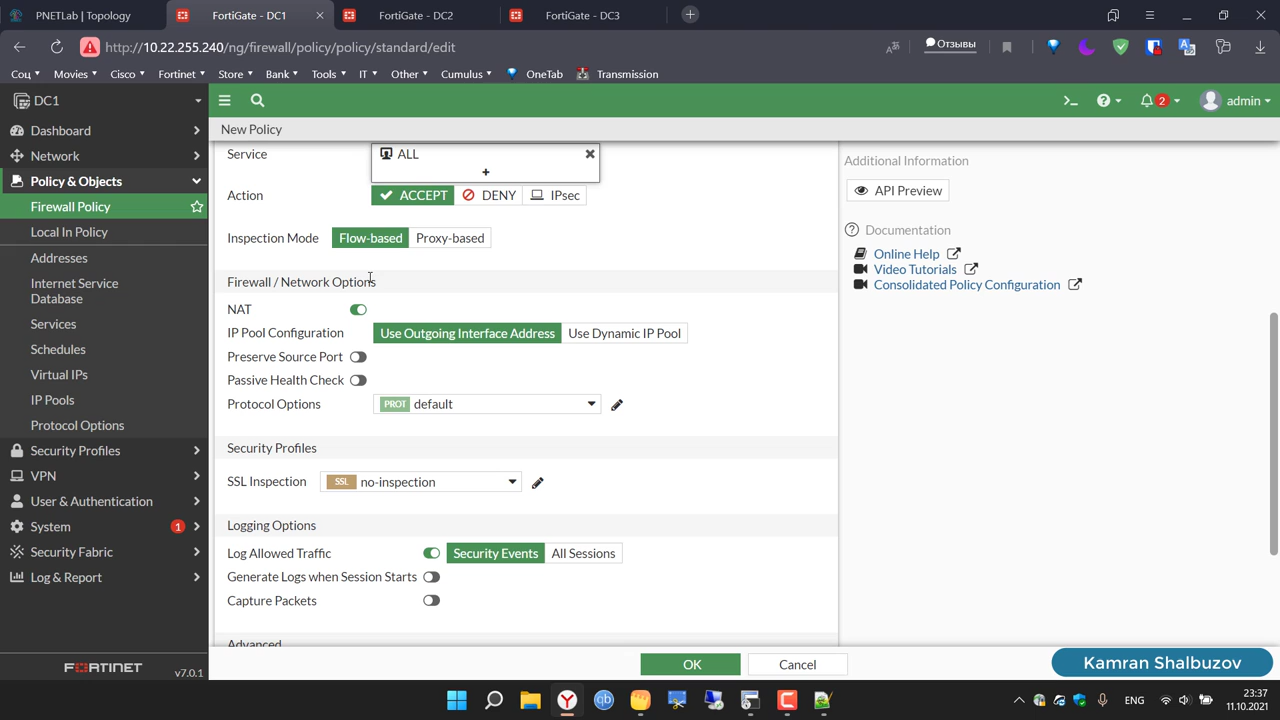 PNETLab | Topology
FortiGate - DC1
FortiGate - DC2
FortiGate - DC3
http://10.22.255.240/ng/firewall/policy/policy/standard/edit
Отзывы
Соц
Movies
Cisco
Fortinet
Store
Bank
Tools
IT
Other
Cumulus
OneTab
Transmission
DC1
2
admin
Dashboard
Network
Policy & Objects
Firewall Policy
Local In Policy
Addresses
Internet Service
Database
Services
Schedules
Virtual IPs
IP Pools
Protocol Options
Security Profiles
VPN
User & Authentication
System 1
Security Fabric
Log & Report
FORTINET
v7.0.1
New Policy
Service
ALL
+
Action
ACCEPT
DENY
IPsec
Inspection Mode
Flow-based
Proxy-based
Firewall / Network Options
NAT
IP Pool Configuration
Use Outgoing Interface Address
Use Dynamic IP Pool
Preserve Source Port
Passive Health Check
Protocol Options
PROT default
Security Profiles
SSL Inspection
SSL no-inspection
Logging Options
Log Allowed Traffic
Security Events
All Sessions
Generate Logs when Session Starts
Capture Packets
Advanced
OK
Cancel
Additional Information
API Preview
Documentation
Online Help
Video Tutorials
Consolidated Policy Configuration
Kamran Shalbuzov
ENG
23:37
11.10.2021